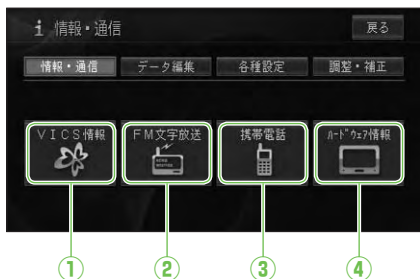 i 情報・通信 戻る
情報・通信 データ編集 各種設定 調整・補正
VICS情報 FM文字放送 携帯電話 ﾊｰﾄﾞｳｪｱ情報
① ② ③ ④